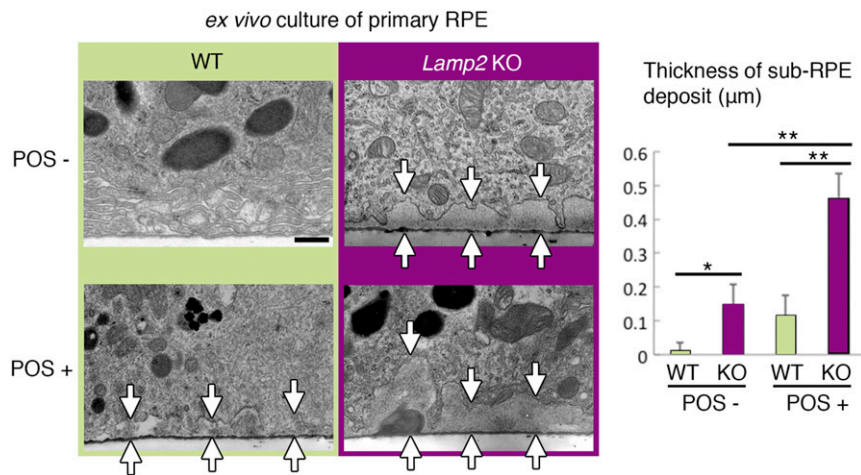 ex vivo culture of primary RPE
WT
Lamp2 KO
POS -
POS +
Thickness of sub-RPE
deposit (µm)
**
**
*
0.6
0.5
0.4
0.3
0.2
0.1
0
WT KO WT KO
POS - POS +